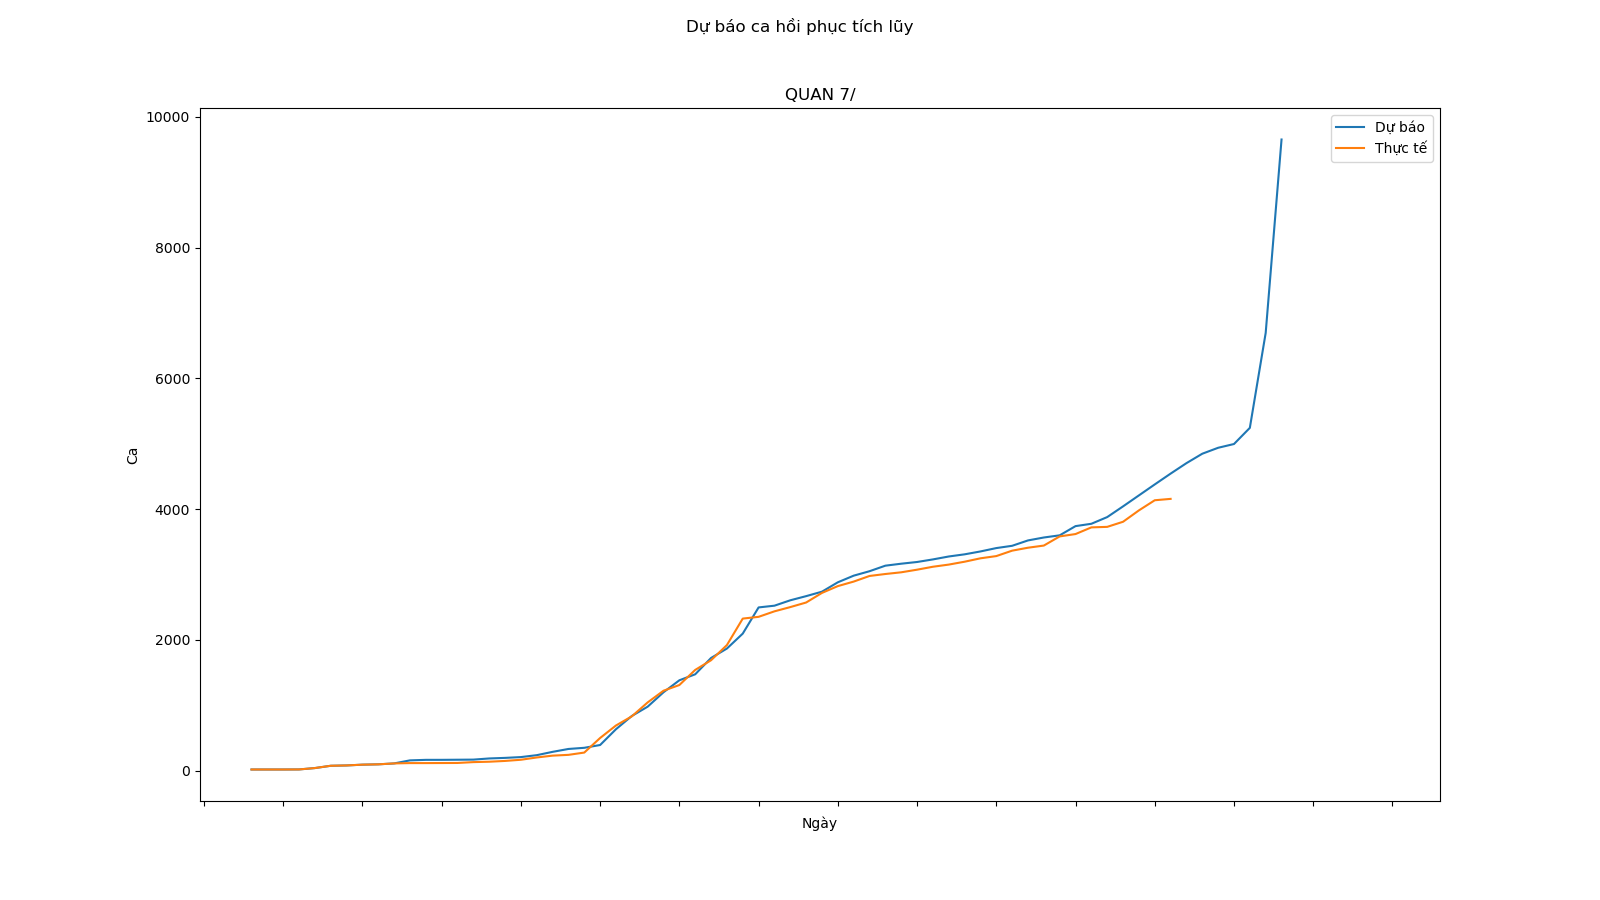 Dự báo ca hồi phục tích lũy
QUAN 7/
10000
8000
6000
4000
2000
0
Ca
Ngày
Dự báo
Thực tế